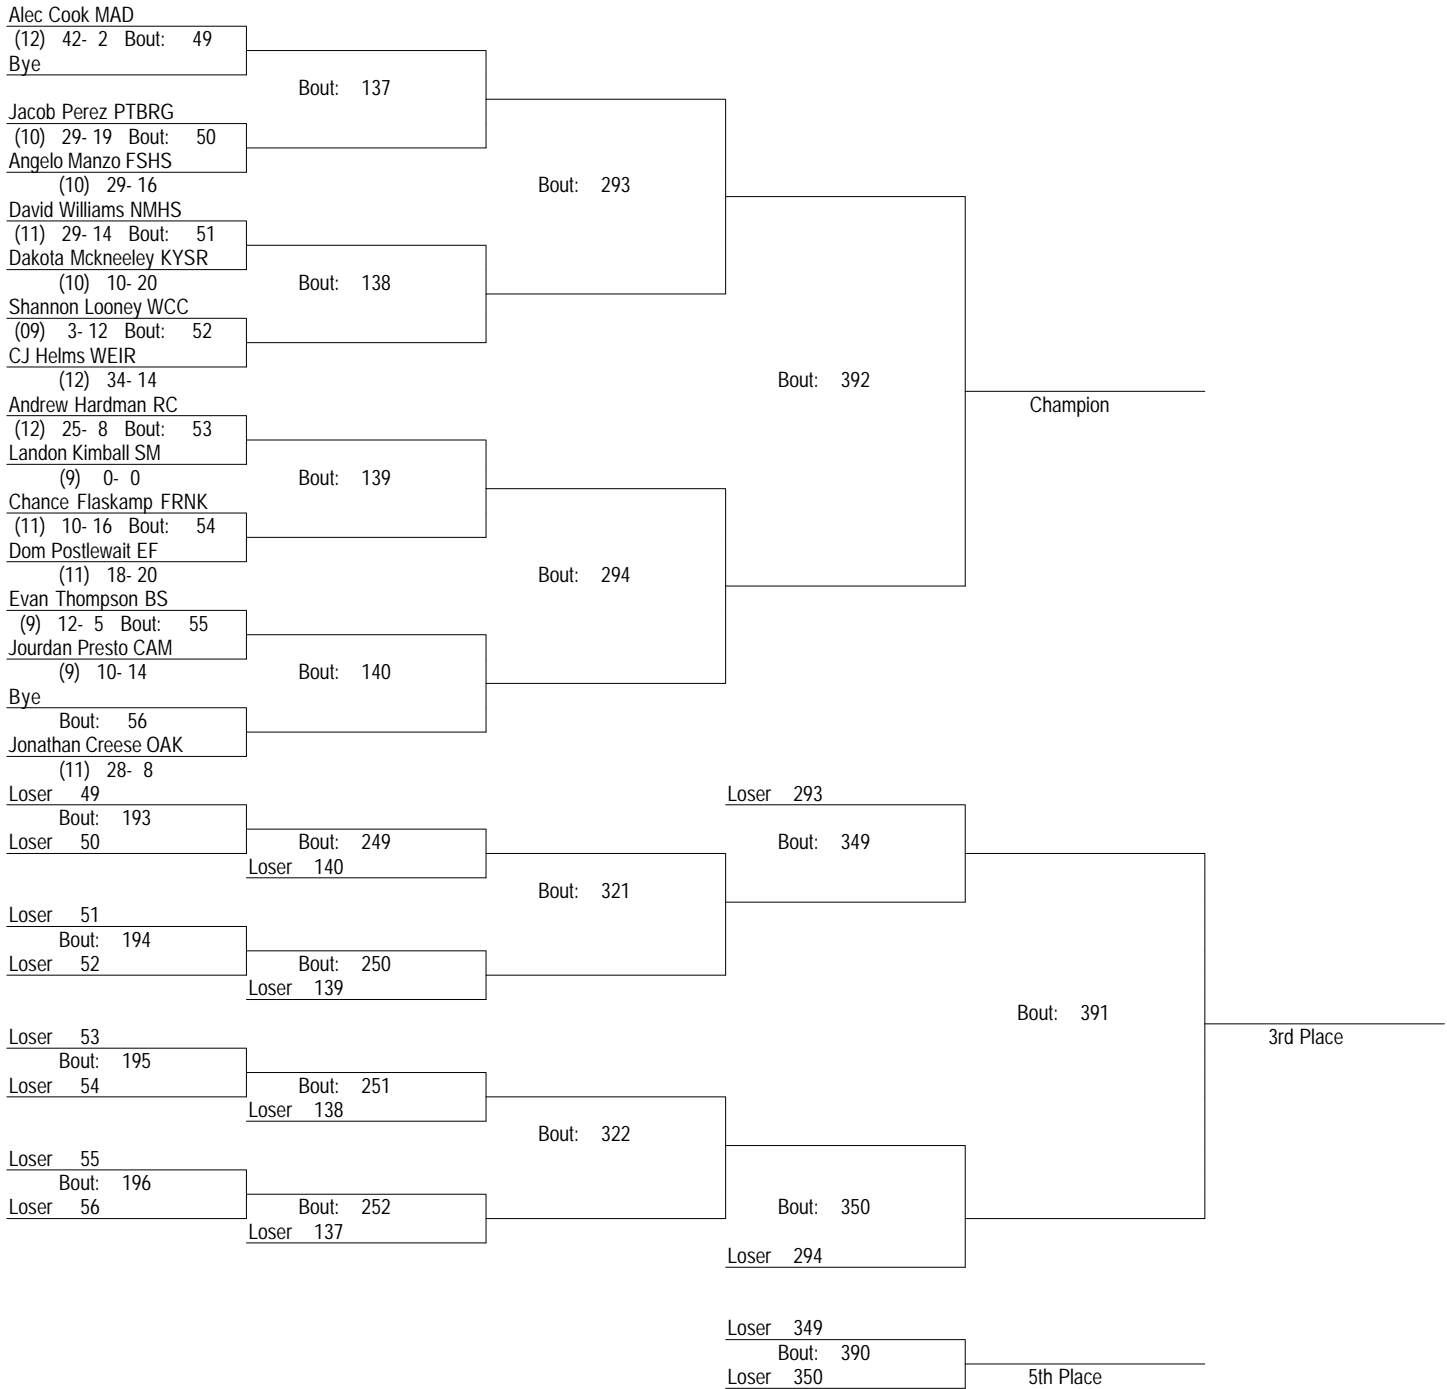 Alec Cook MAD
(12) 42- 2 Bout: 49
Bye
Bout: 137
Jacob Perez PTBRG
(10) 29- 19 Bout: 50
Angelo Manzo FSHS
(10) 29- 16
Bout: 293
David Williams NMHS
(11) 29- 14 Bout: 51
Dakota Mckneeley KYSR
(10) 10- 20
Bout: 138
Shannon Looney WCC
(09) 3- 12 Bout: 52
CJ Helms WEIR
(12) 34- 14
Bout: 392
Andrew Hardman RC
Champion
(12) 25- 8 Bout: 53
Landon Kimball SM
(9) 0- 0
Bout: 139
Chance Flaskamp FRNK
(11) 10- 16 Bout: 54
Dom Postlewait EF
(11) 18- 20
Bout: 294
Evan Thompson BS
(9) 12- 5 Bout: 55
Jourdan Presto CAM
(9) 10- 14
Bout: 140
Bye
Bout: 56
Jonathan Creese OAK
(11) 28- 8
Loser 49
Loser 293
Bout: 193
Loser 50
Bout: 249
Bout: 349
Loser 140
Bout: 321
Loser 51
Bout: 194
Loser 52
Bout: 250
Loser 139
Bout: 391
Loser 53
3rd Place
Bout: 195
Loser 54
Bout: 251
Loser 138
Bout: 322
Loser 55
Bout: 196
Loser 56
Bout: 252
Bout: 350
Loser 137
Loser 294
Loser 349
Bout: 390
Loser 350
5th Place